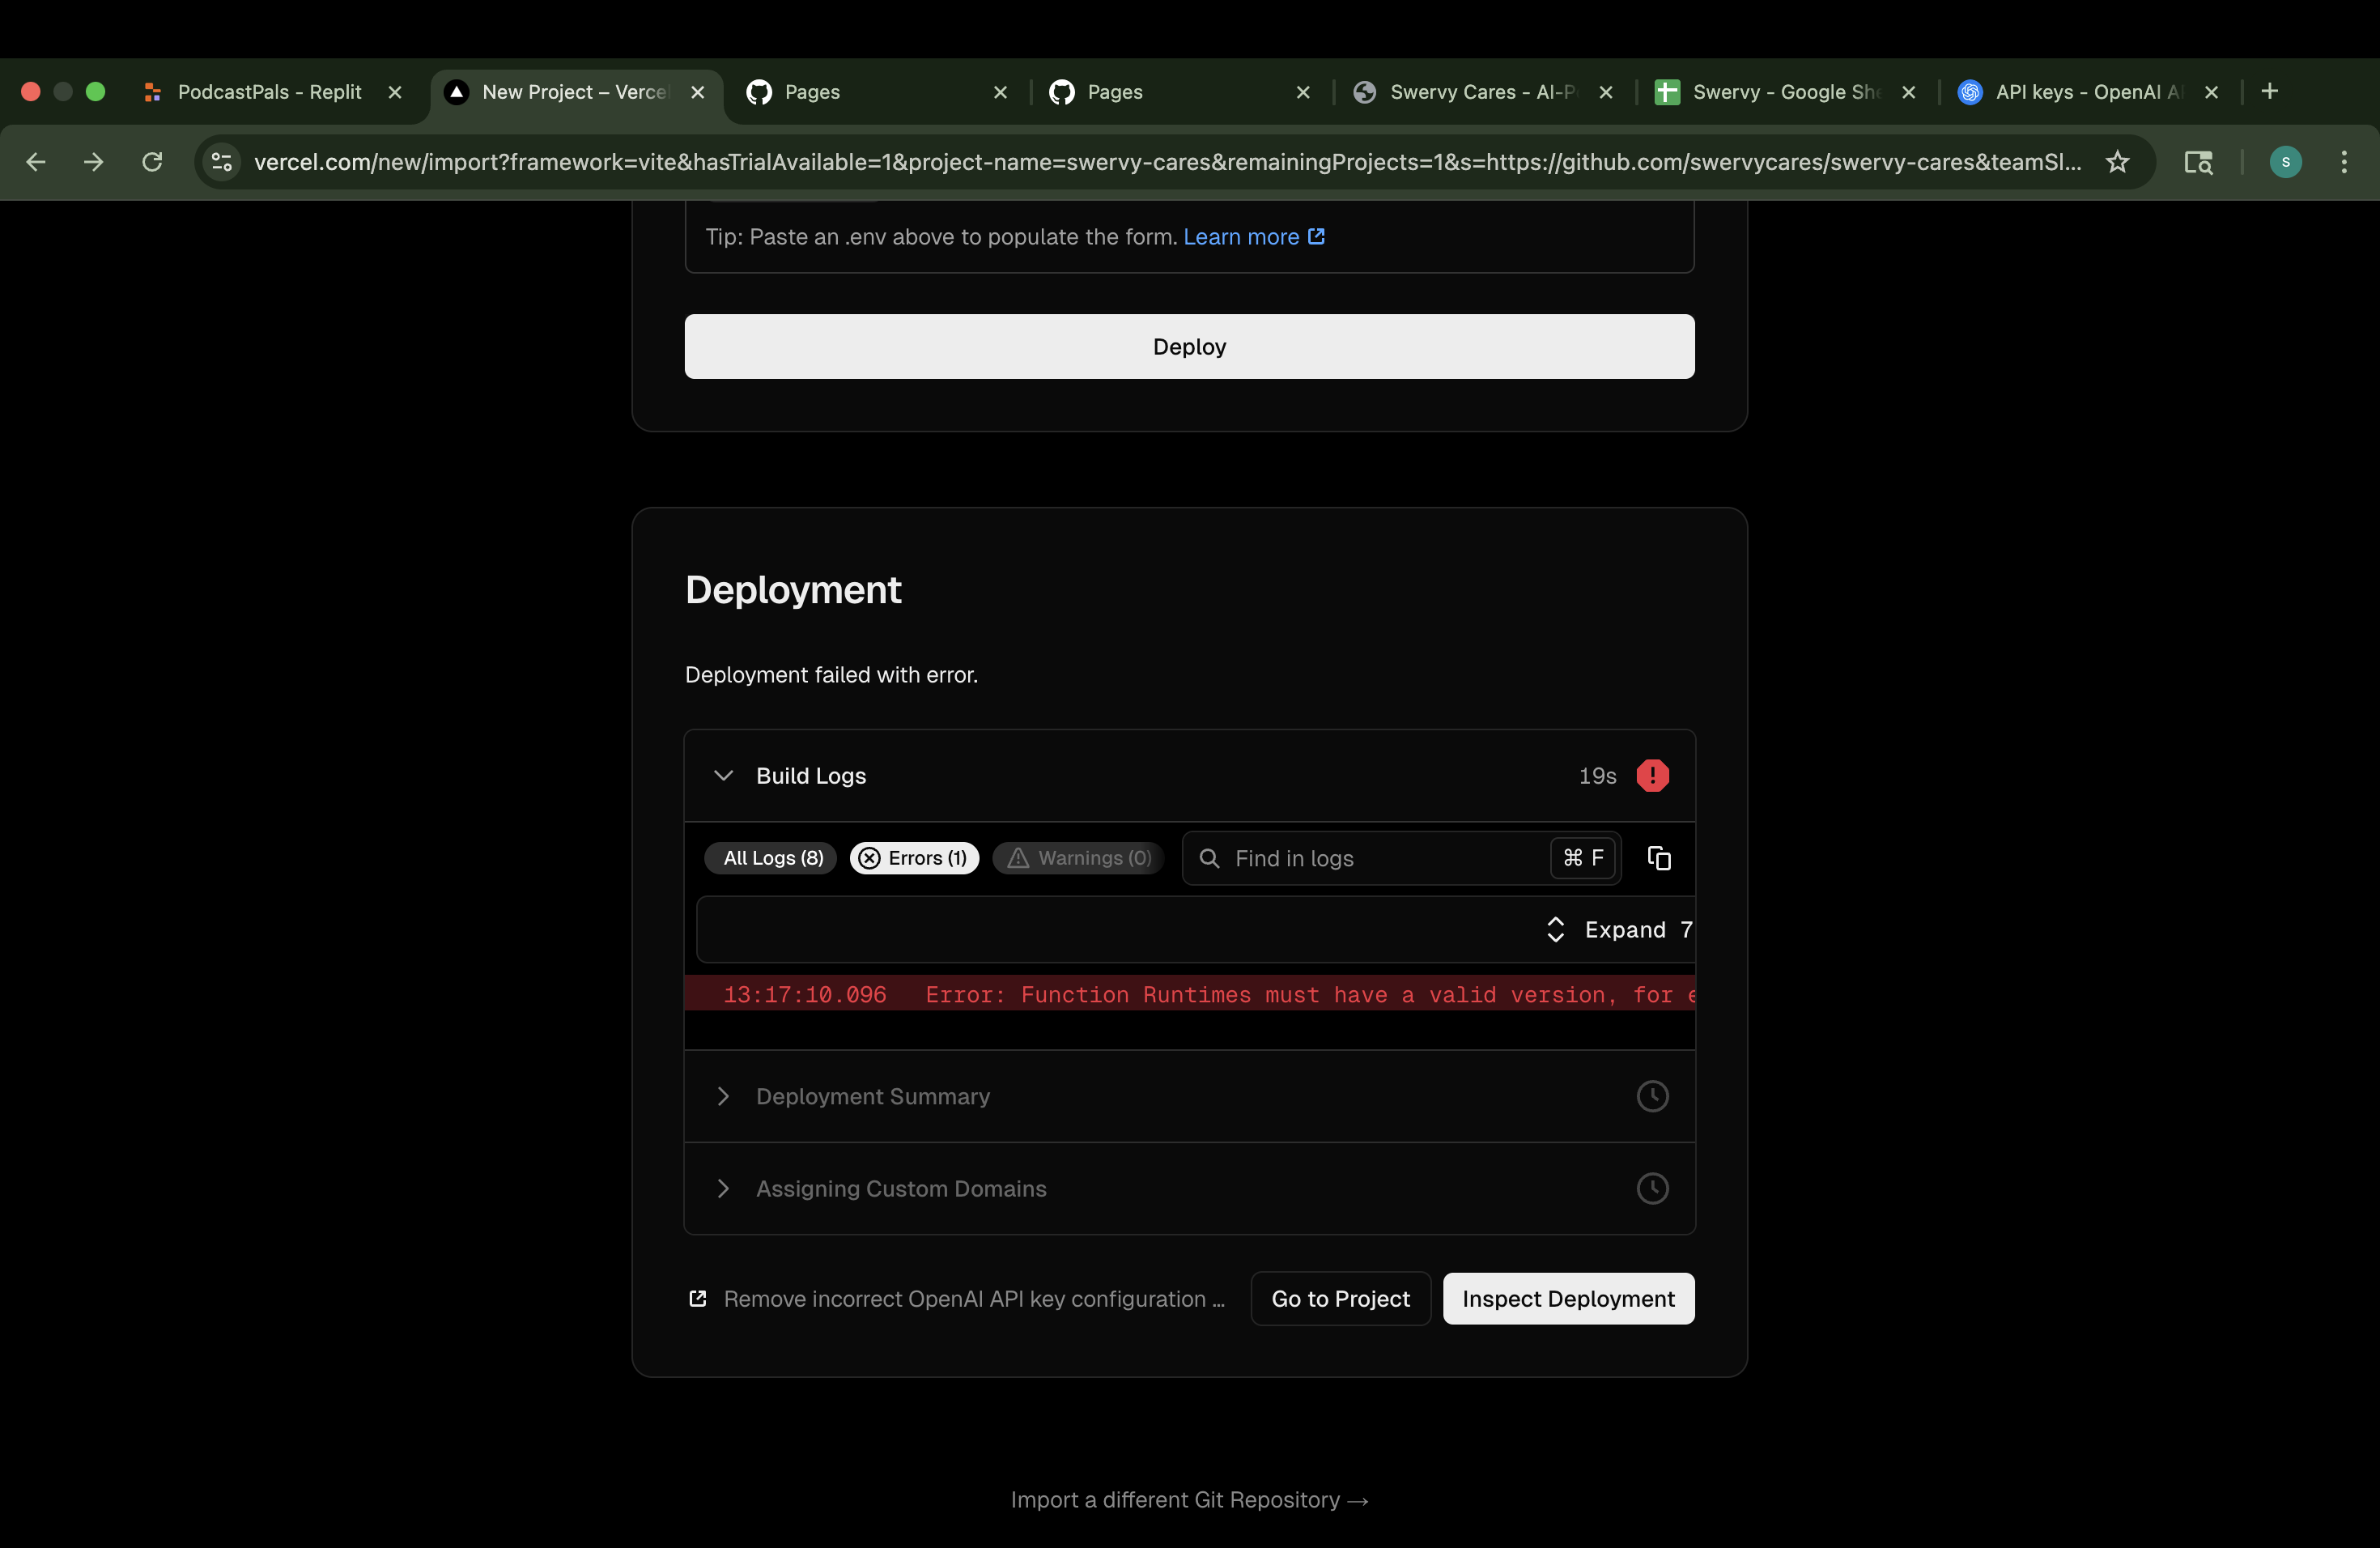 PodcastPals - Replit
New Project – Vercel
Pages
Pages
Swervy Cares - AI-P
Swervy - Google She
API keys - OpenAI A
vercel.com/new/import?framework=vite&hasTrialAvailable=1&project-name=swervy-cares&remainingProjects=1&s=https://github.com/swervycares/swervy-cares&teamSl...
s
Tip: Paste an .env above to populate the form. Learn more
Deploy
Deployment
Deployment failed with error.
Build Logs
19s
All Logs (8)
Errors (1)
Warnings (0)
Find in logs
⌘ F
Expand 7
13:17:10.096 Error: Function Runtimes must have a valid version, for e
Deployment Summary
Assigning Custom Domains
Remove incorrect OpenAI API key configuration ...
Go to Project
Inspect Deployment
Import a different Git Repository →